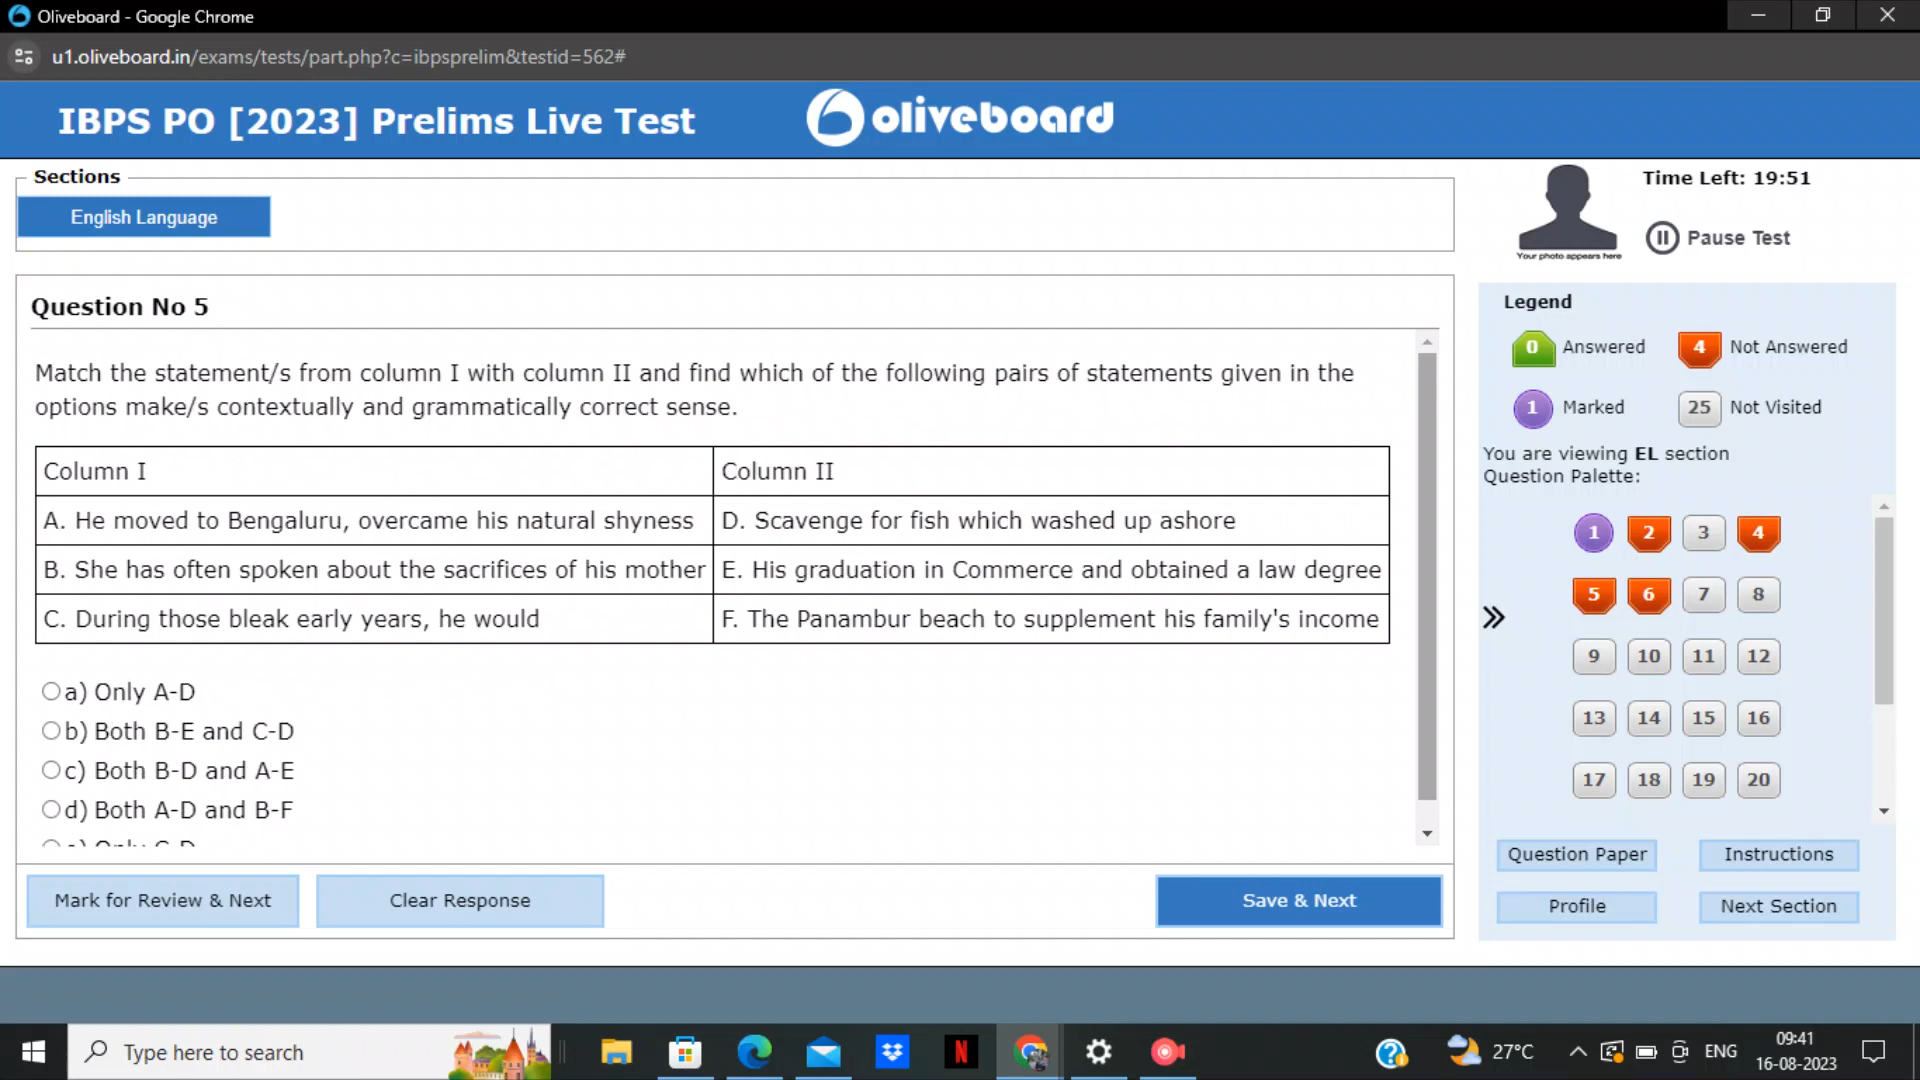 Oliveboard - Google Chrome
u1.oliveboard.in/exams/tests/part.php?c=ibpsprelim&testid=562#
IBPS PO [2023] Prelims Live Test
oliveboard
Sections
English Language
Your photo appears here
Time Left: 19:51
Pause Test
Question No 5
Match the statement/s from column I with column II and find which of the following pairs of statements given in the
options make/s contextually and grammatically correct sense.
Column I
Column II
A. He moved to Bengaluru, overcame his natural shyness
D. Scavenge for fish which washed up ashore
B. She has often spoken about the sacrifices of his mother
E. His graduation in Commerce and obtained a law degree
C. During those bleak early years, he would
F. The Panambur beach to supplement his family's income
a) Only A-D
b) Both B-E and C-D
c) Both B-D and A-E
d) Both A-D and B-F
Mark for Review & Next
Clear Response
Save & Next
Legend
0 Answered
4 Not Answered
1 Marked
25 Not Visited
You are viewing EL section
Question Palette:
1 2 3 4
5 6 7 8
9 10 11 12
13 14 15 16
17 18 19 20
Question Paper
Instructions
Profile
Next Section
Type here to search
27°C
ENG
09:41
16-08-2023